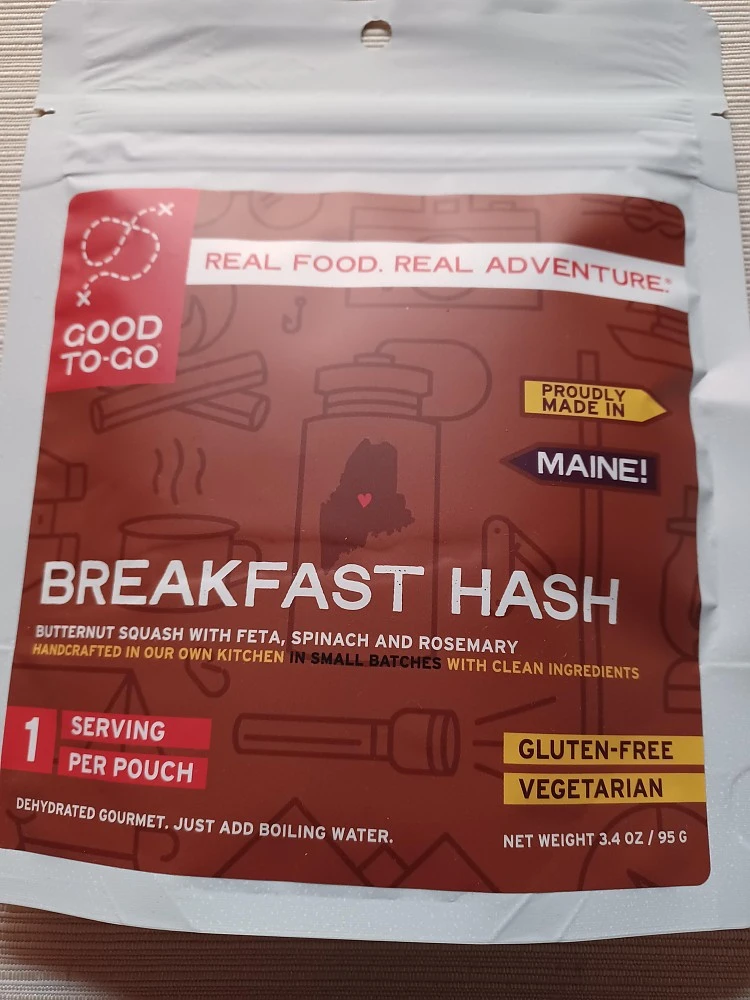 REAL FOOD. REAL ADVENTURE.®
GOOD
TO-GO®
PROUDLY
MADE IN
MAINE!
BREAKFAST HASH
BUTTERNUT SQUASH WITH FETA, SPINACH AND ROSEMARY
HANDCRAFTED IN OUR OWN KITCHEN IN SMALL BATCHES WITH CLEAN INGREDIENTS
1 SERVING
PER POUCH
GLUTEN-FREE
VEGETARIAN
DEHYDRATED GOURMET. JUST ADD BOILING WATER.
NET WEIGHT 3.4 OZ / 95 G